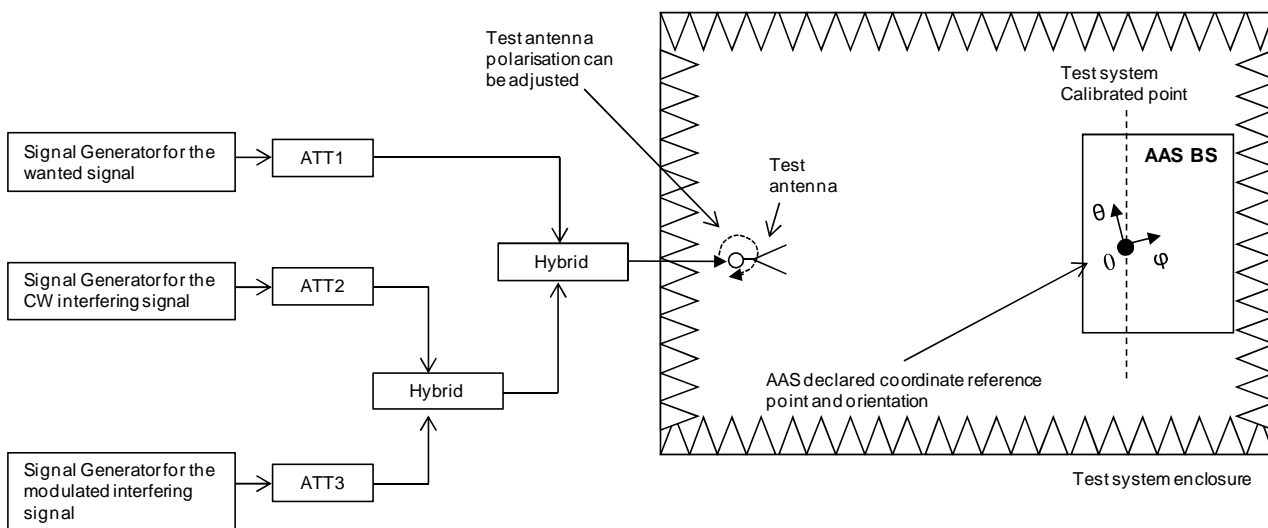 Test antenna
polarisation can
be adjusted
Test system
Calibrated point
Signal Generator for the
wanted signal
ATT1
AAS BS
Test
antenna
θ
0
φ
Hybrid
Signal Generator for the
CW interfering signal
ATT2
Hybrid
AAS declared coordinate reference
point and orientation
Signal Generator for the
modulated interfering
signal
ATT3
Test system enclosure